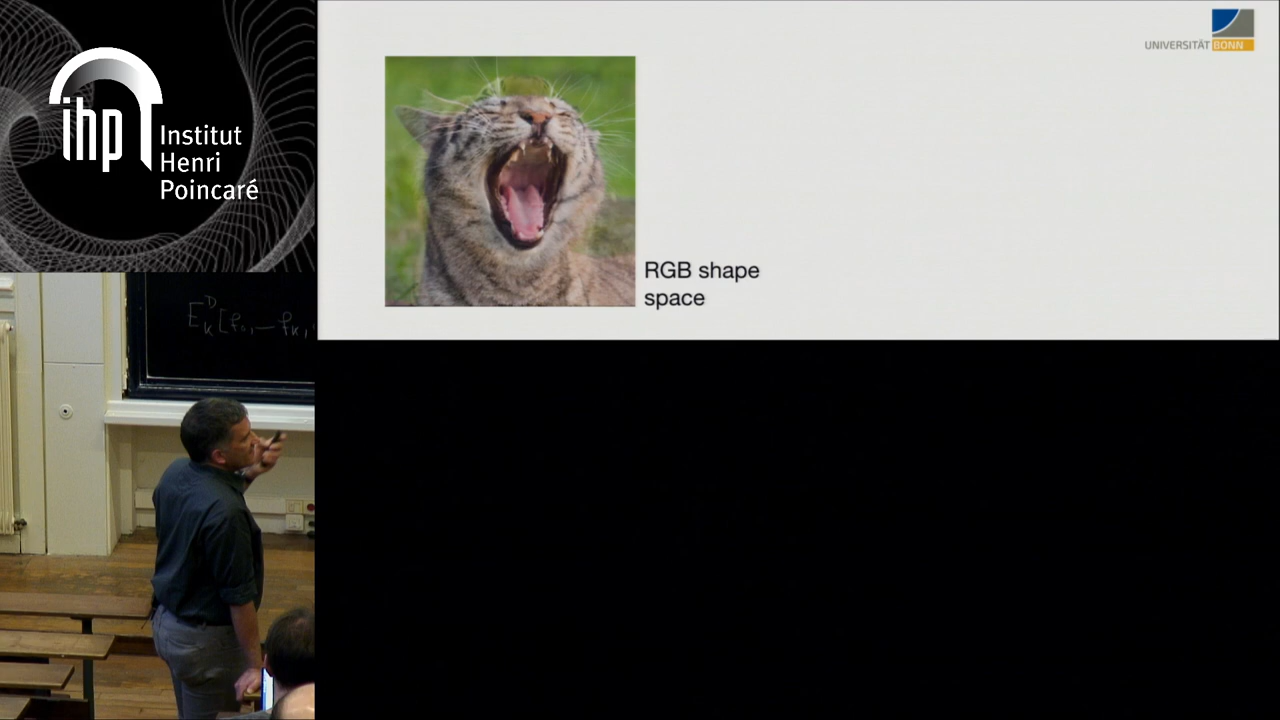 ihp Institut
Henri
Poincaré
UNIVERSITÄT BONN
RGB shape
space